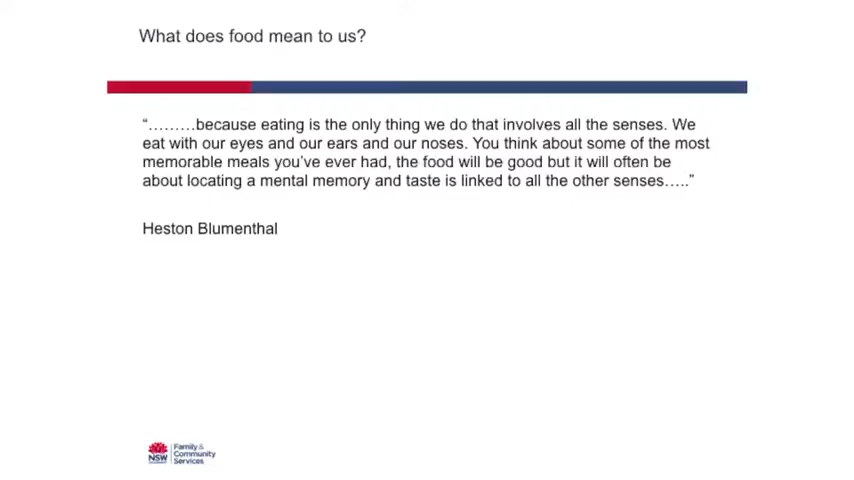 What does food mean to us?
“………because eating is the only thing we do that involves all the senses. We
eat with our eyes and our ears and our noses. You think about some of the most
memorable meals you’ve ever had, the food will be good but it will often be
about locating a mental memory and taste is linked to all the other senses…..”
Heston Blumenthal
NSW
Family &
Community
Services